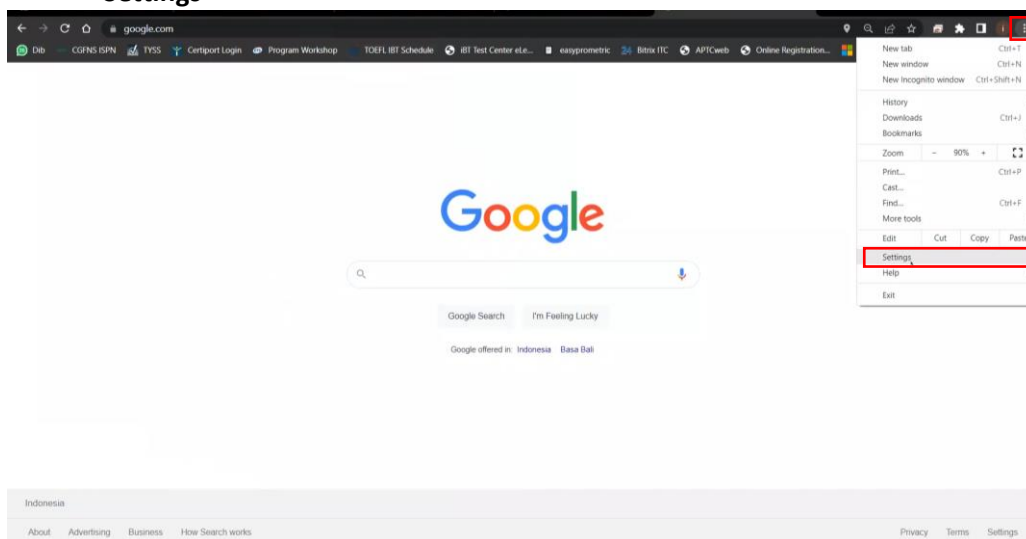 Settings
google.com
Dib CGFNS ISPN TYSS Certiport Login Program Workshop TOEFL IBT Schedule iBT Test Center eLe... easyprometric 24 Bitrix ITC APTCweb Online Registration...
New tab Ctrl+T
New window Ctrl+N
New Incognito window Ctrl+Shift+N
History
Downloads Ctrl+J
Bookmarks
Zoom - 90% +
Print... Ctrl+P
Cast...
Find... Ctrl+F
More tools
Edit Cut Copy Paste
Settings
Help
Exit
Google
Google Search I'm Feeling Lucky
Google offered in: Indonesia Basa Bali
Indonesia
About Advertising Business How Search works Privacy Terms Settings